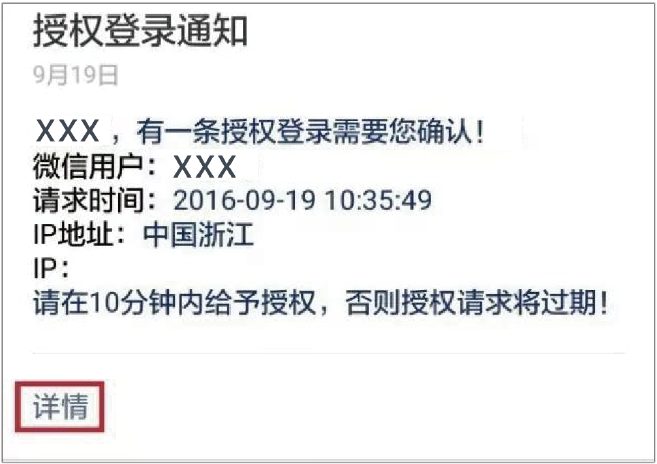 授权登录通知
9月19日
XXX，有一条授权登录需要您确认！
微信用户：XXX
请求时间：2016-09-19 10:35:49
IP地址：中国浙江
IP：
请在10分钟内给予授权，否则授权请求将过期！
详情